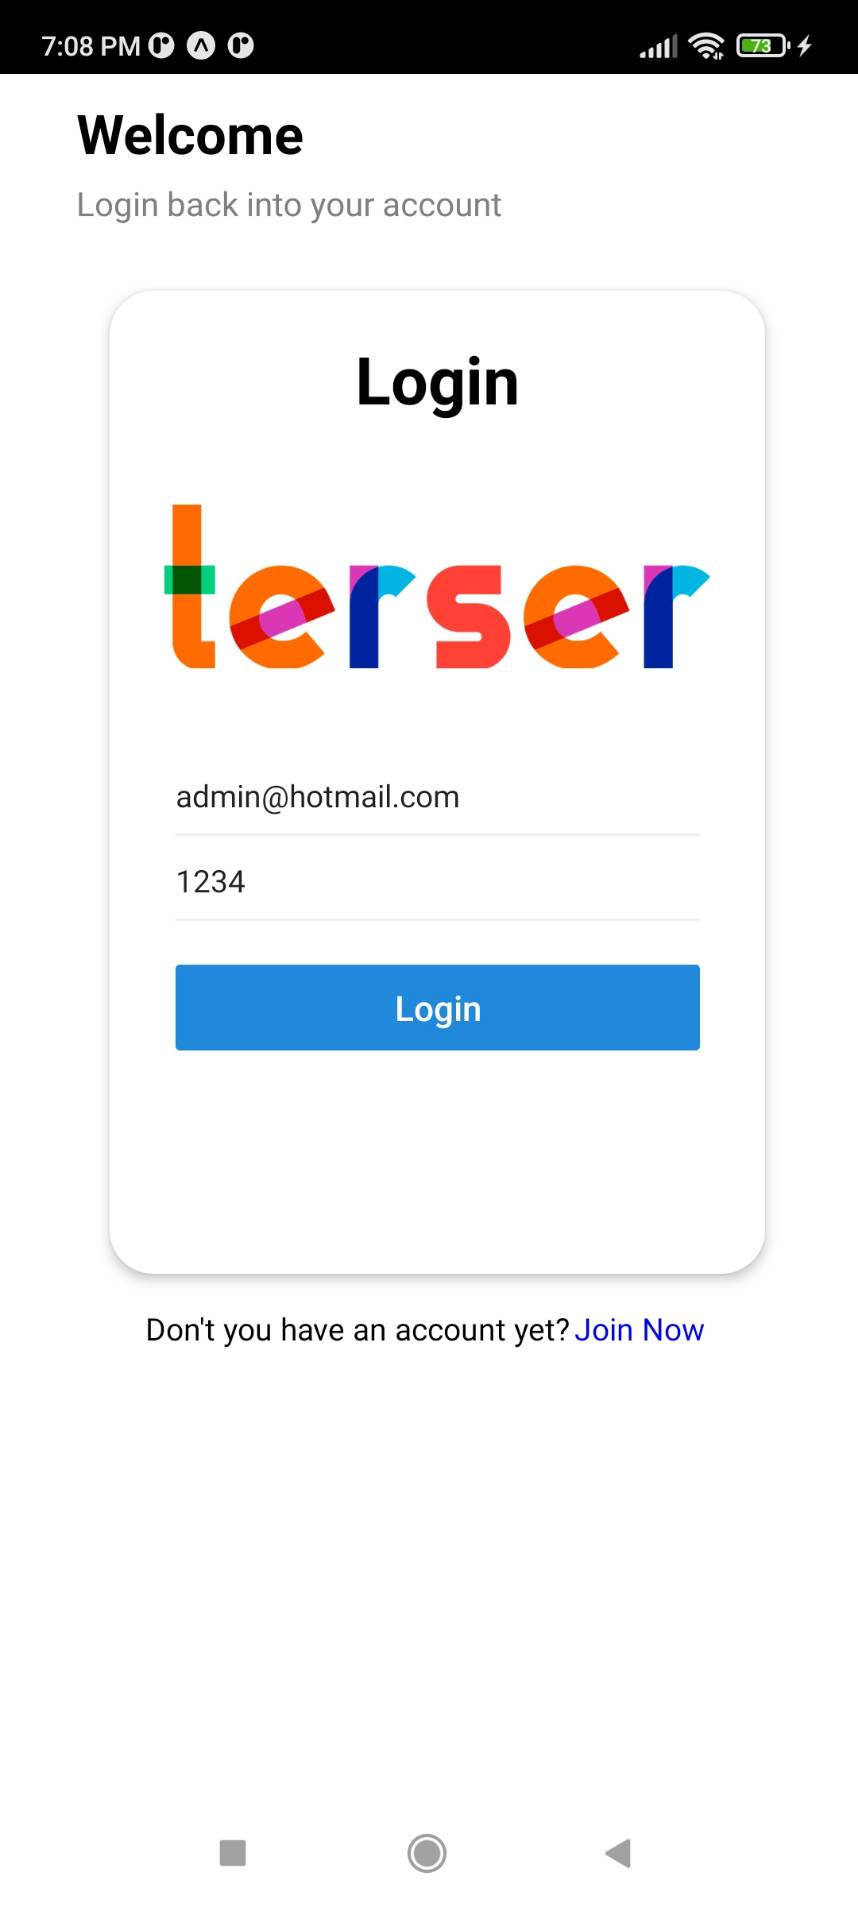 7:08 PM
73
Welcome
Login back into your account
Login
terser
admin@hotmail.com
1234
Login
Don't you have an account yet? Join Now